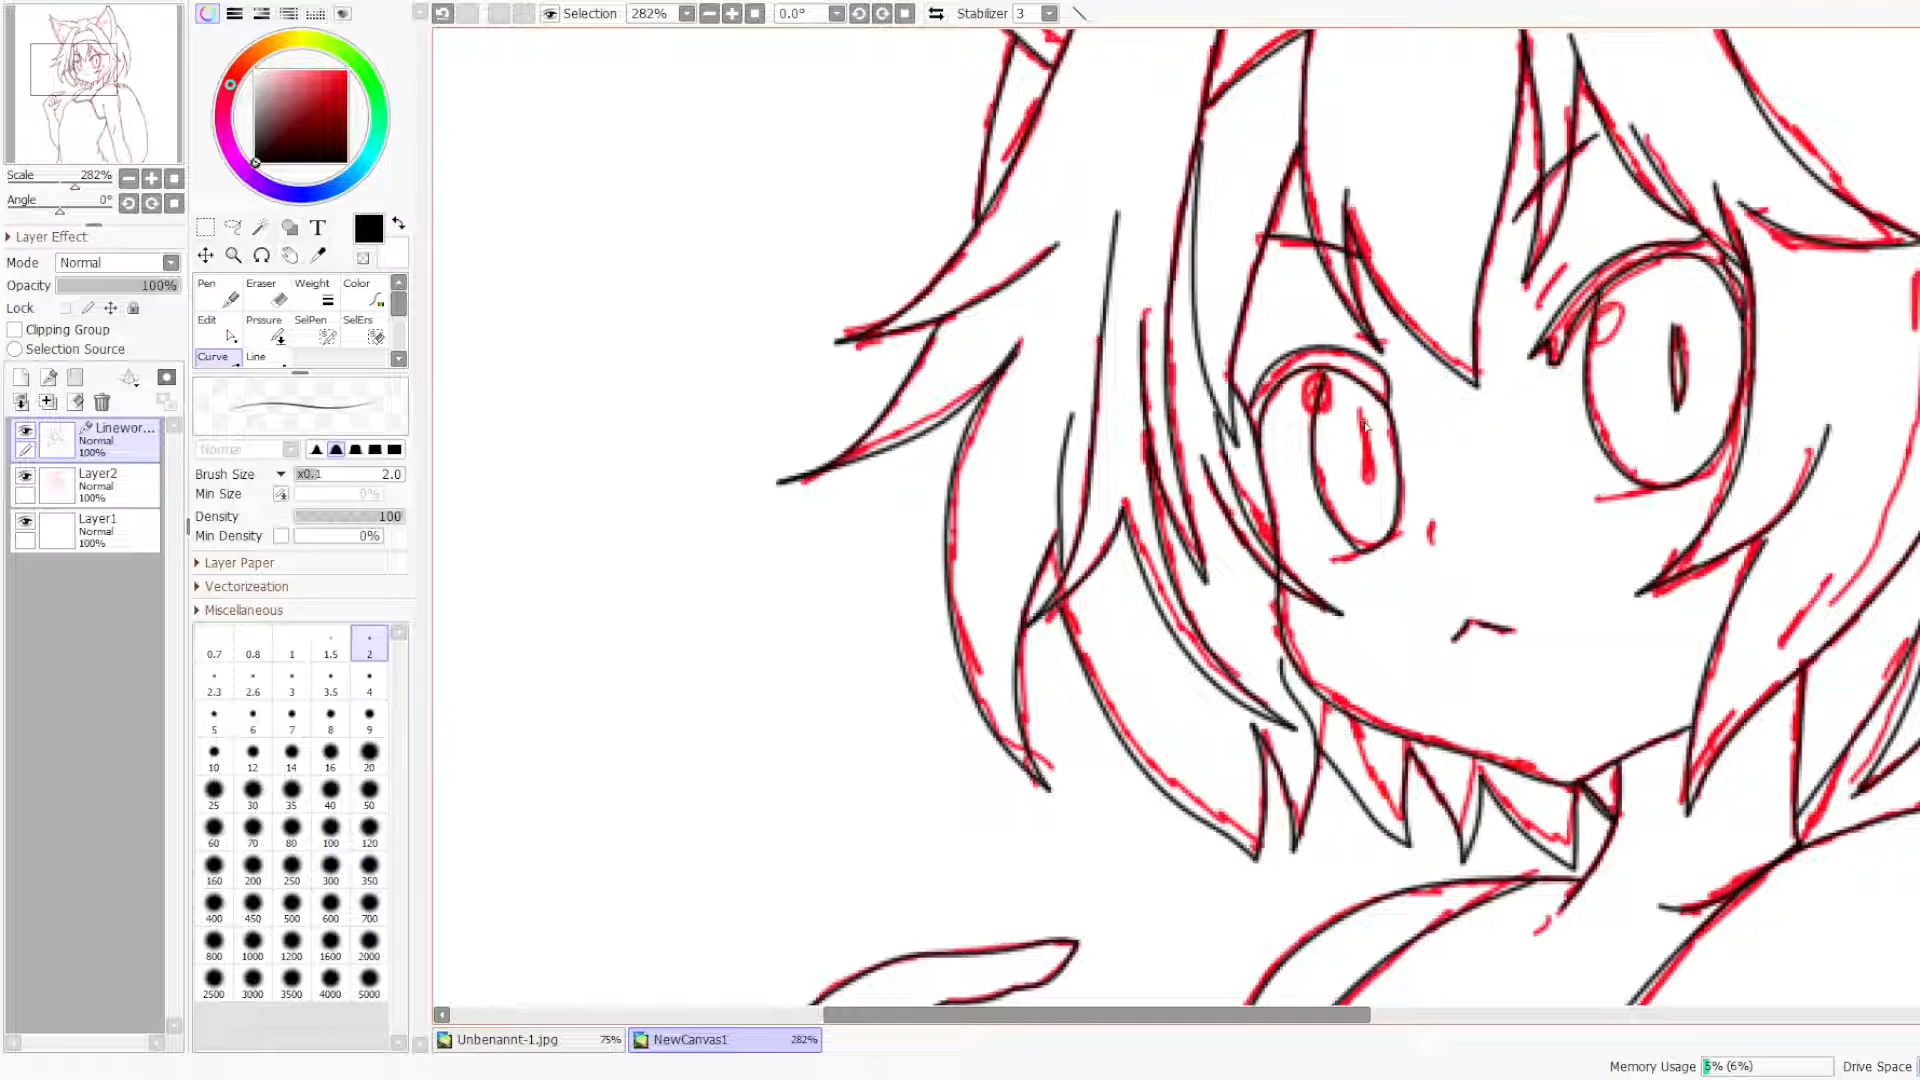 Selection 282% 0.0° Stabilizer 3
Scale 282%
Angle 0°
Layer Effect
Mode Normal
Opacity 100%
Lock
Clipping Group
Selection Source
Linewor...
Normal
100%
Layer2
Normal
100%
Layer1
Normal
100%
T
Pen Eraser Weight Color
Edit Prssure SelPen SelErs
Curve Line
Normal
Brush Size x0.1 2.0
Min Size 0%
Density 100
Min Density 0%
Layer Paper
Vectorizeation
Miscellaneous
0.7 0.8 1 1.5 2
2.3 2.6 3 3.5 4
5 6 7 8 9
10 12 14 16 20
25 30 35 40 50
60 70 80 100 120
160 200 250 300 350
400 450 500 600 700
800 1000 1200 1600 2000
2500 3000 3500 4000 5000
Unbenannt-1.jpg 75% NewCanvas1 282%
Memory Usage 5% (6%) Drive Space